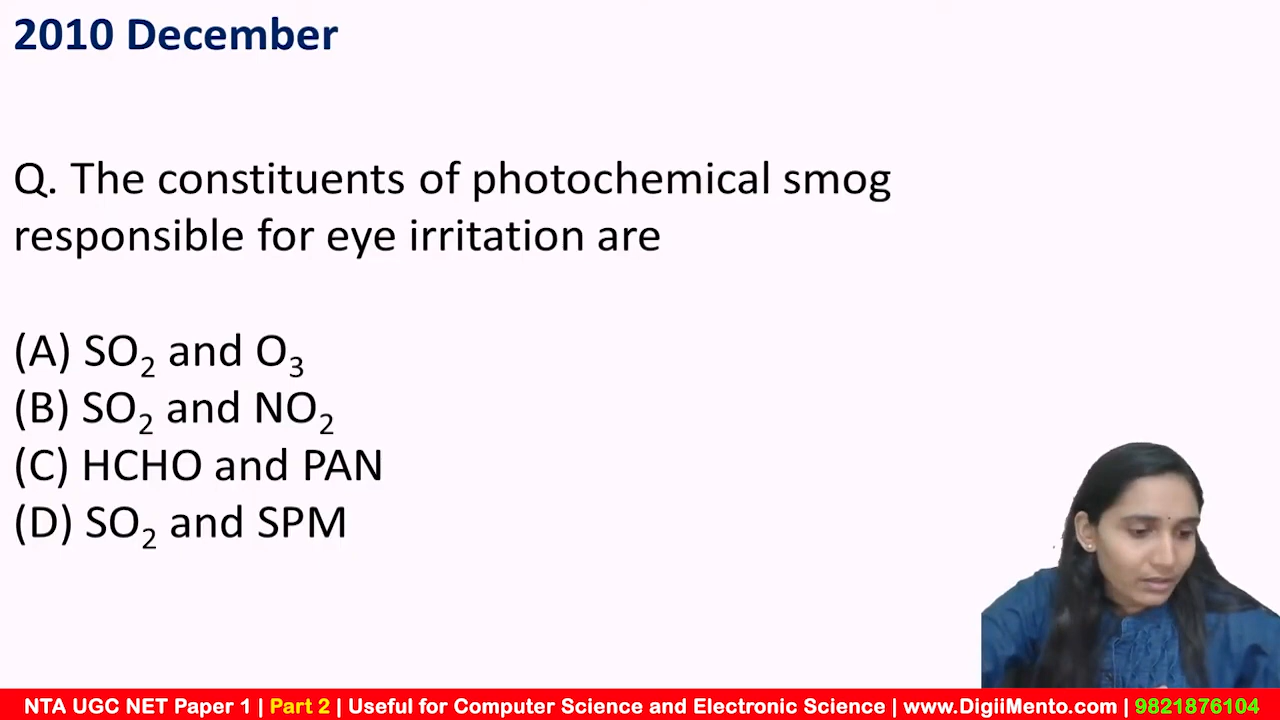 2010 December
Q. The constituents of photochemical smog
responsible for eye irritation are
(A) SO₂ and O₃
(B) SO₂ and NO₂
(C) HCHO and PAN
(D) SO₂ and SPM
NTA UGC NET Paper 1 | Part 2 | Useful for Computer Science and Electronic Science | www.DigiiMento.com | 9821876104